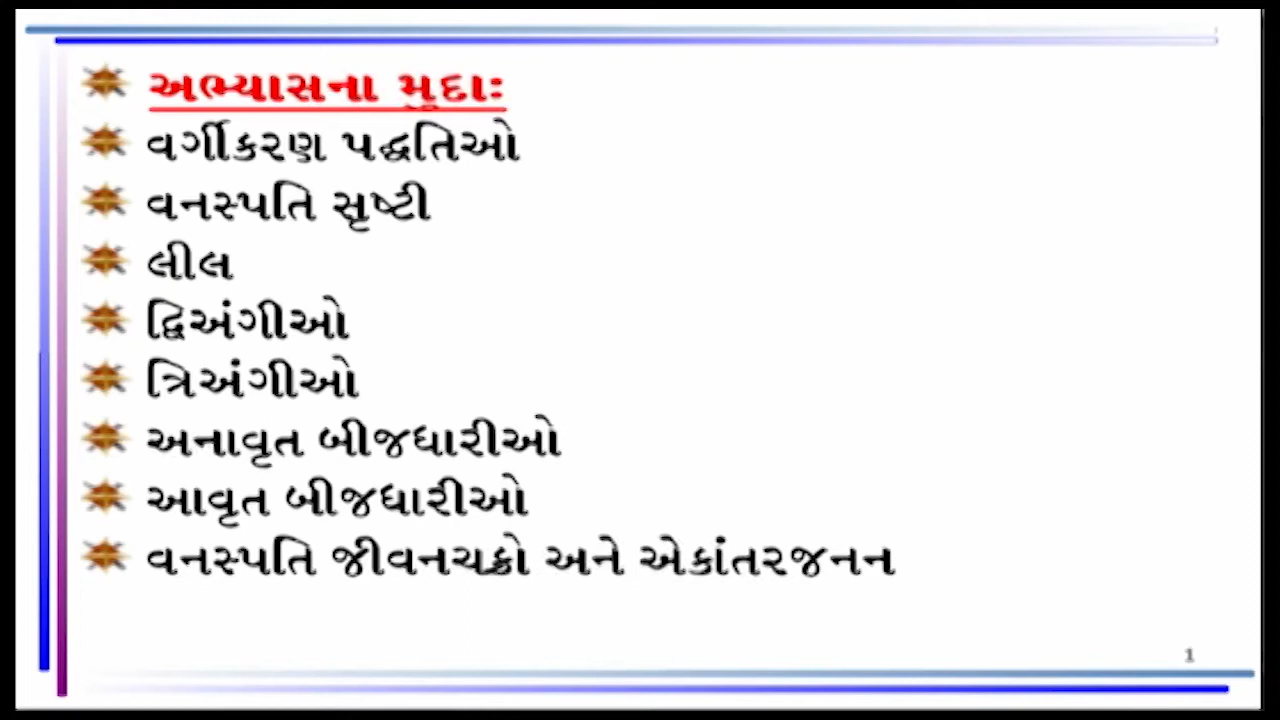 અભ્યાસના મુદાઃ
વર્ગીકરણ પદ્ધતિઓ
વનસ્પતિ સૃષ્ટી
લીલ
દ્વિઅંગીઓ
ત્રિઅંગીઓ
અનાવૃત બીજધારીઓ
આવૃત બીજધારીઓ
વનસ્પતિ જીવનચક્રો અને એકાંતરજનન
1